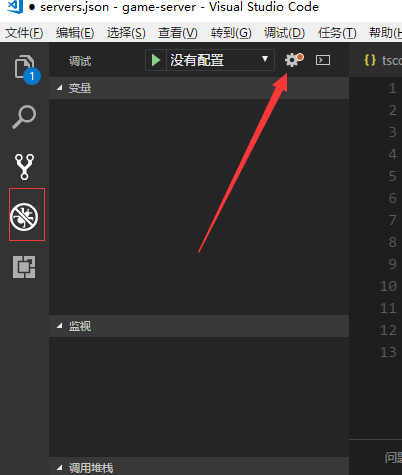 ● servers.json - game-server - Visual Studio Code
文件(F) 编辑(E) 选择(S) 查看(V) 转到(G) 调试(D) 任务(T) 帮助(H
调试 没有配置 {} tsco
1
变量
监视
调用堆栈
1
2
3
4
5
6
7
8
9
10
11
12
13
问题